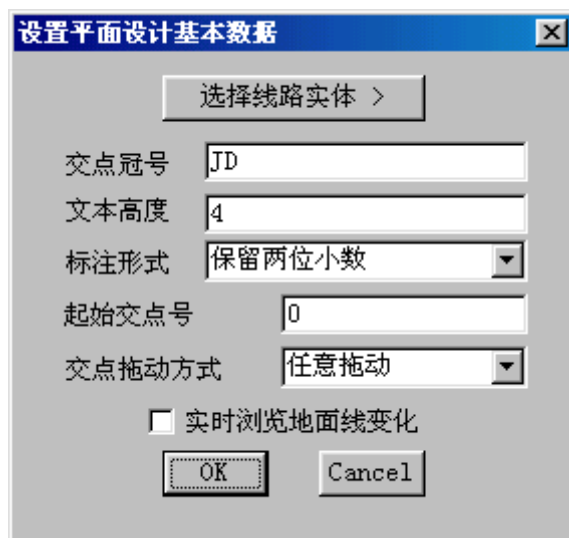 设置平面设计基本数据
选择线路实体 >
交点冠号 JD
文本高度 4
标注形式 保留两位小数
起始交点号 0
交点拖动方式 任意拖动
实时浏览地面线变化
OK Cancel